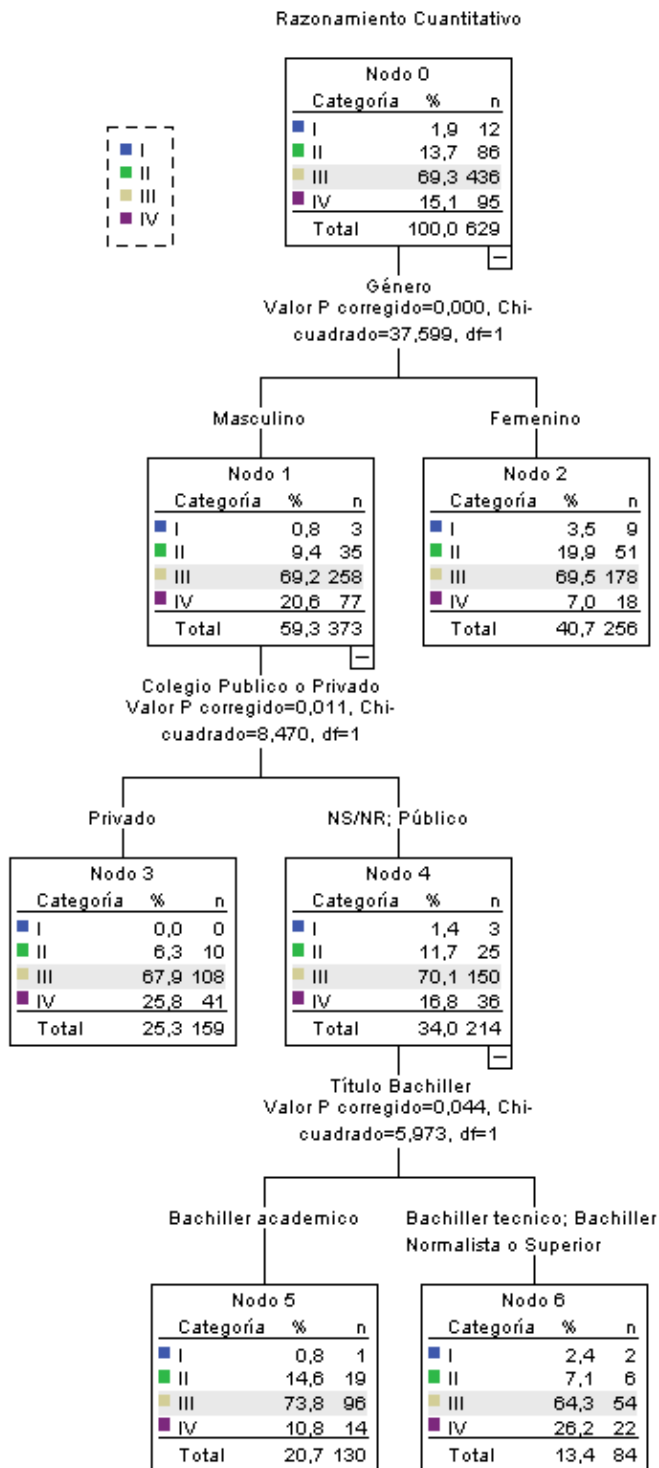 Razonamiento Cuantitativo
I
II
III
IV
Nodo 0
Categoría % n
I 1,9 12
II 13,7 86
III 69,3 436
IV 15,1 95
Total 100,0 629
Género
Valor P corregido=0,000, Chi-
cuadrado=37,599, df=1
Masculino
Femenino
Nodo 1
Categoría % n
I 0,8 3
II 9,4 35
III 69,2 258
IV 20,6 77
Total 59,3 373
Nodo 2
Categoría % n
I 3,5 9
II 19,9 51
III 69,5 178
IV 7,0 18
Total 40,7 256
Colegio Publico o Privado
Valor P corregido=0,011, Chi-
cuadrado=8,470, df=1
Privado
NS/NR; Público
Nodo 3
Categoría % n
I 0,0 0
II 6,3 10
III 67,9 108
IV 25,8 41
Total 25,3 159
Nodo 4
Categoría % n
I 1,4 3
II 11,7 25
III 70,1 150
IV 16,8 36
Total 34,0 214
Título Bachiller
Valor P corregido=0,044, Chi-
cuadrado=5,973, df=1
Bachiller academico
Bachiller tecnico; Bachiller
Normalista o Superior
Nodo 5
Categoría % n
I 0,8 1
II 14,6 19
III 73,8 96
IV 10,8 14
Total 20,7 130
Nodo 6
Categoría % n
I 2,4 2
II 7,1 6
III 64,3 54
IV 26,2 22
Total 13,4 84